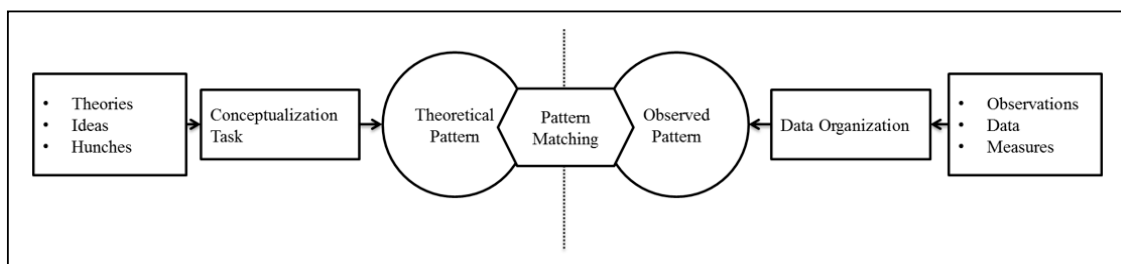 • Theories
• Ideas
• Hunches
Conceptualization
Task
Theoretical
Pattern
Pattern
Matching
Observed
Pattern
Data Organization
• Observations
• Data
• Measures